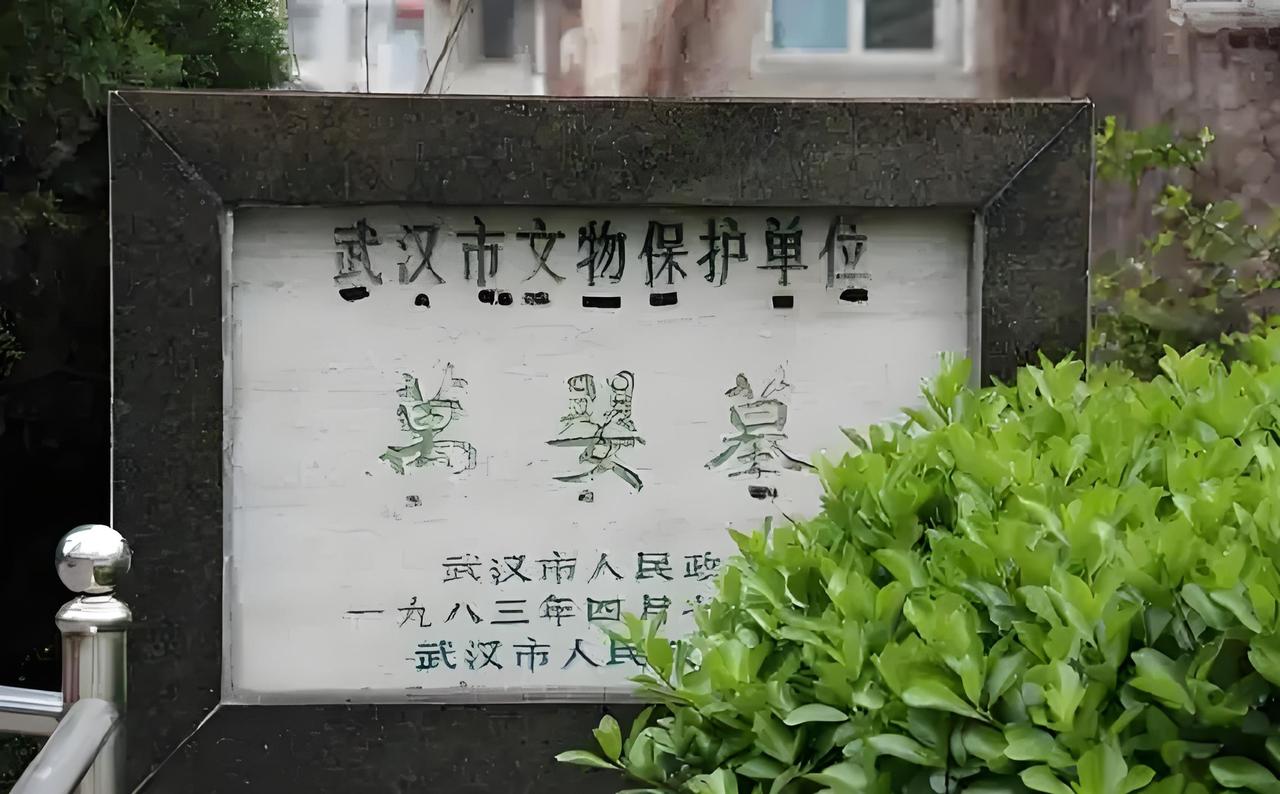 武汉市文物保护单位
婴墓
武汉市人民政
一九八三年四月
武汉市人民